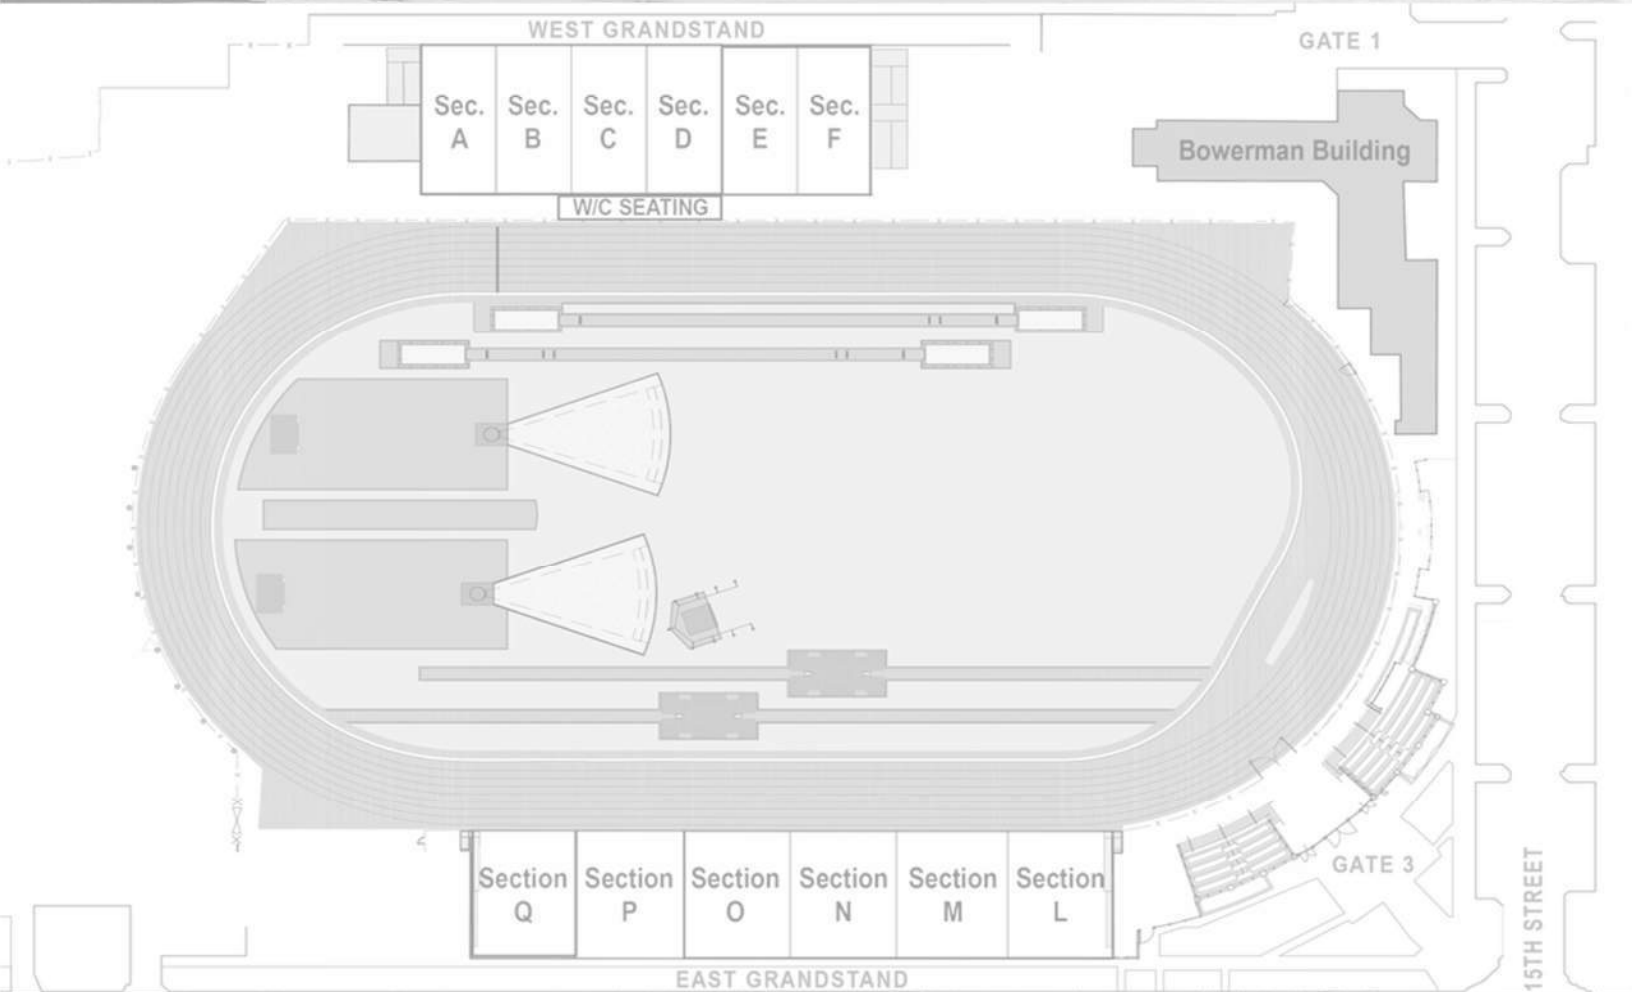 WEST GRANDSTAND
GATE 1
Sec.
A
Sec.
B
Sec.
C
Sec.
D
Sec.
E
Sec.
F
Bowerman Building
W/C SEATING
Section
Q
Section
P
Section
O
Section
N
Section
M
Section
L
GATE 3
15TH STREET
EAST GRANDSTAND